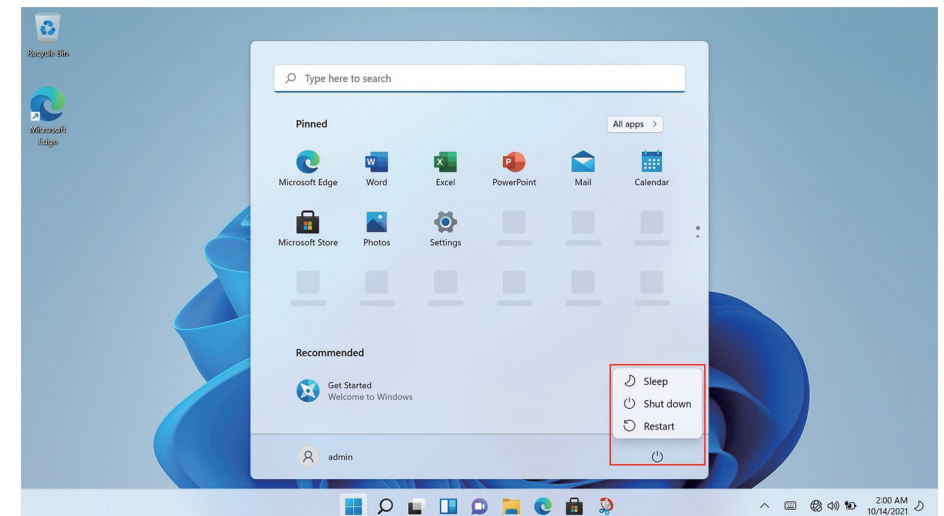 Recycle Bin
Microsoft
Edge
Type here to search
Pinned
All apps >
Microsoft Edge
Word
Excel
PowerPoint
Mail
Calendar
Microsoft Store
Photos
Settings
Recommended
Get Started
Welcome to Windows
Sleep
Shut down
Restart
admin
2:00 AM
10/14/2021